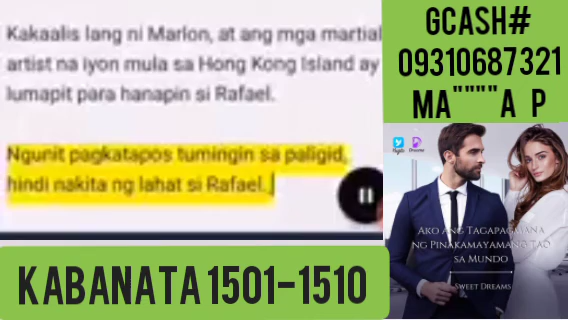 Kakaalis lang ni Marlon, at ang mga martial
artist na iyon mula sa Hong Kong Island ay
lumapit para hanapin si Rafael.
Ngunit pagkatapos tumingin sa paligid,
hindi nakita ng lahat si Rafael.
KABANATA 1501-1510
GCASH#
09310687321
MA""""A P
Dreams
AKO ANG TAGAPAGMANA
NG PINAKAMAYAMANG TAO
SA MUNDO
SWEET DREAMS